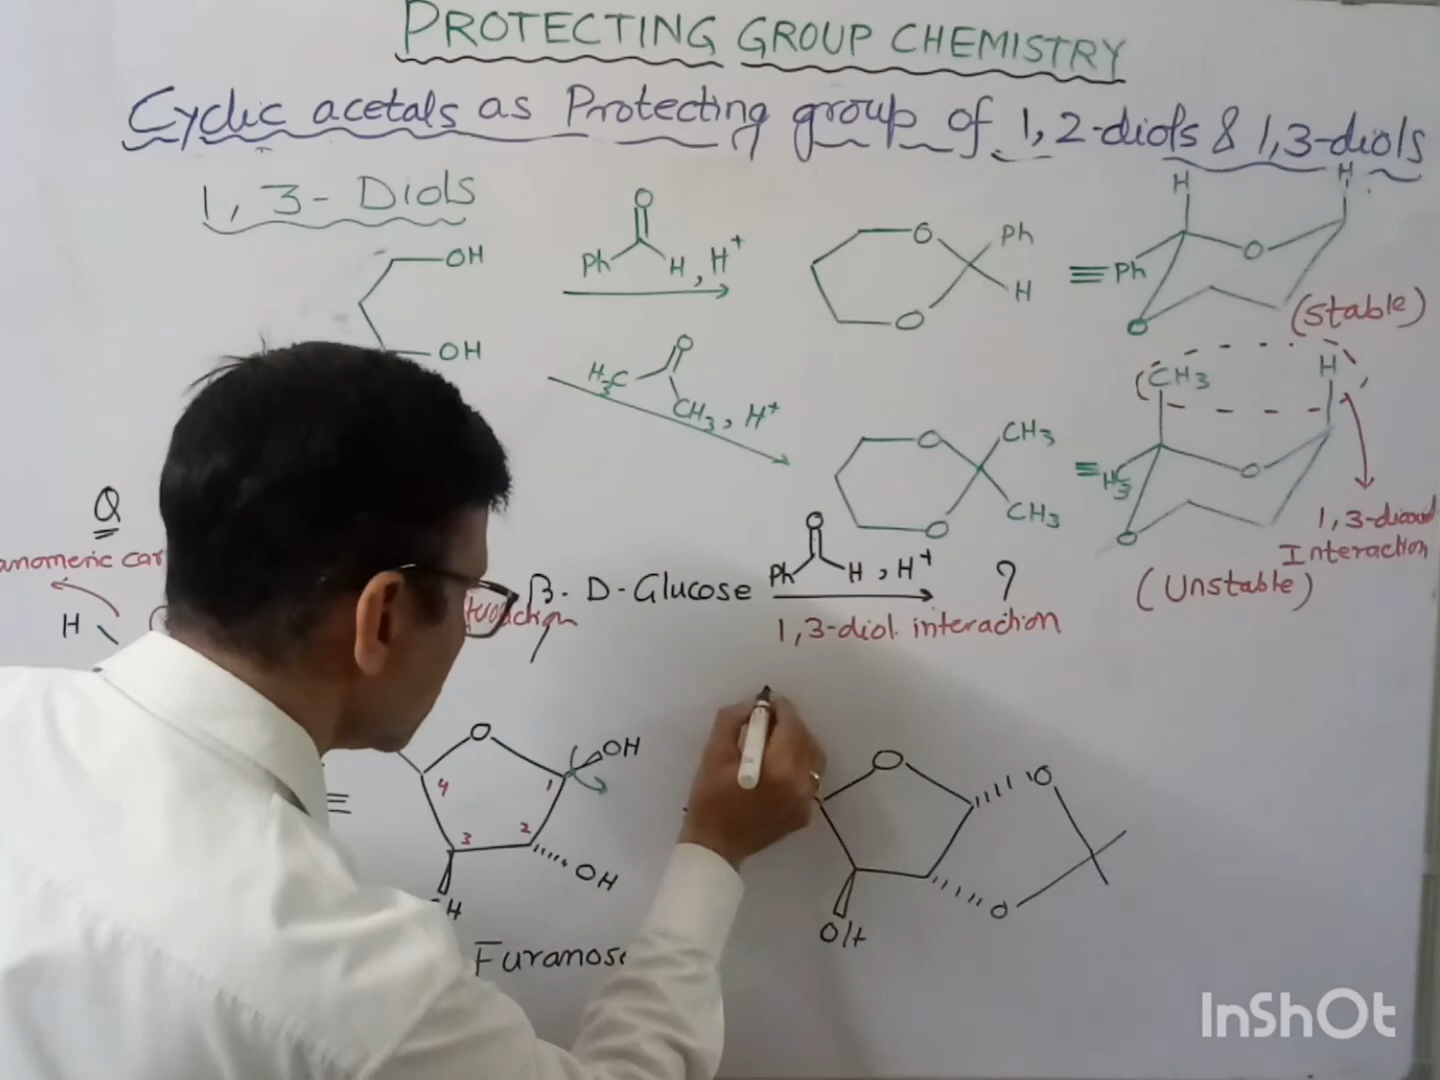 PROTECTING GROUP CHEMISTRY
Cyclic acetals as Protecting group of 1,2-diols & 1,3-diols
1, 3- Diols
OH
OH
O
Ph H, H+
O
O
Ph
H
≡
H
H
Ph
O
O
(Stable)
O
H3C
CH3, H+
O
O
CH3
CH3
≡
CH3
H
H3C
O
O
1,3-diaxial
Interaction
(Unstable)
Q
anomeric car
H
β- D-Glucose
O
Ph H, H+
?
1,3-diol interaction
≡
O
OH
1
2
3
4
OH
Furanose
O
O
O
O/H
InShOt